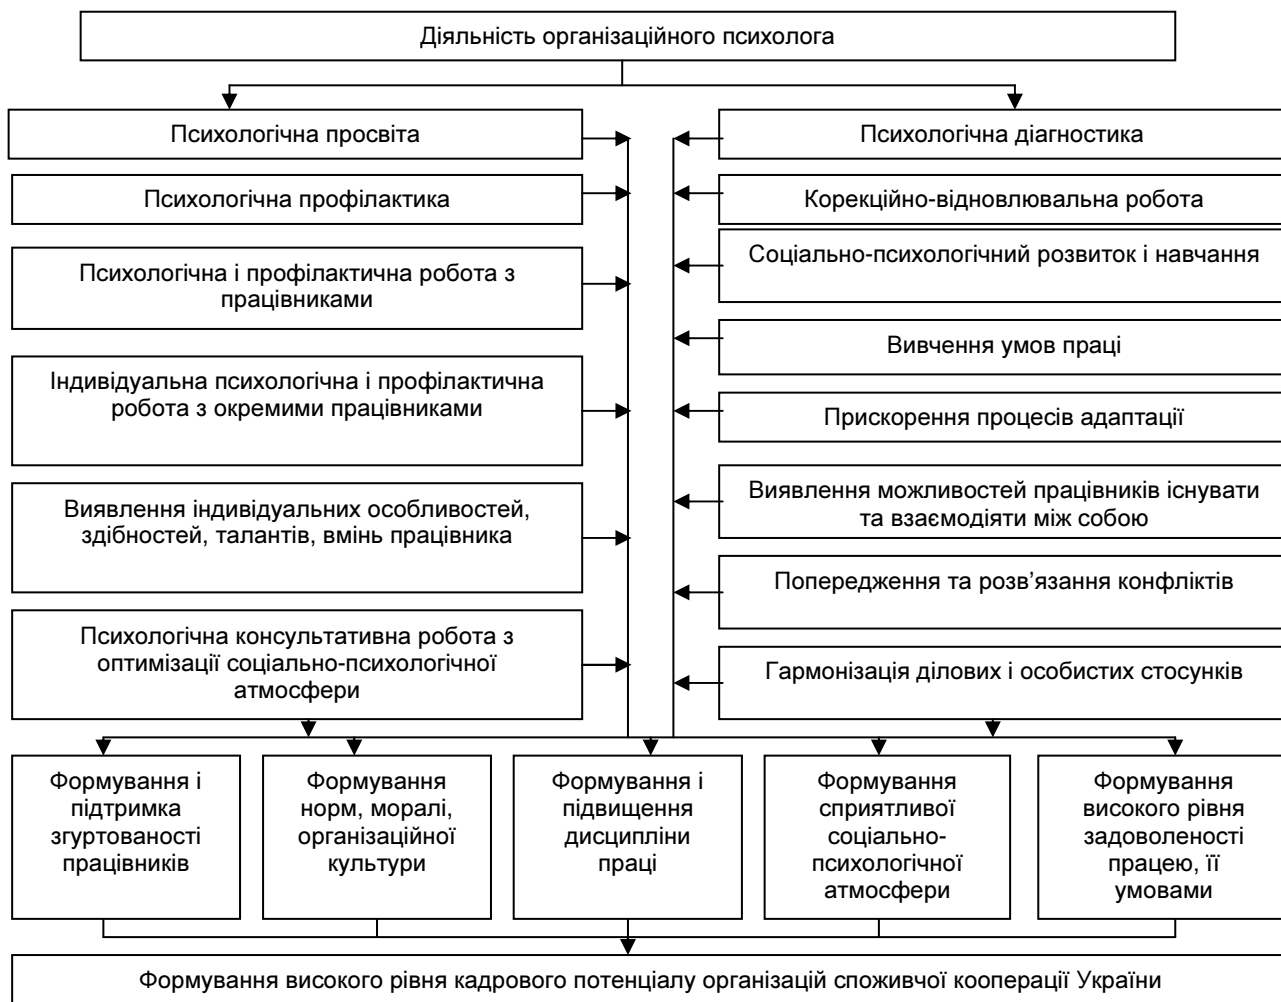 Діяльність організаційного психолога
Психологічна просвіта
Психологічна діагностика
Психологічна профілактика
Корекційно-відновлювальна робота
Психологічна і профілактична робота з
працівниками
Соціально-психологічний розвиток і навчання
Вивчення умов праці
Індивідуальна психологічна і профілактична
робота з окремими працівниками
Прискорення процесів адаптації
Виявлення індивідуальних особливостей,
здібностей, талантів, вмінь працівника
Виявлення можливостей працівників існувати
та взаємодіяти між собою
Попередження та розв’язання конфліктів
Психологічна консультативна робота з
оптимізації соціально-психологічної
атмосфери
Гармонізація ділових і особистих стосунків
Формування і
підтримка
згуртованості
працівників
Формування
норм, моралі,
організаційної
культури
Формування і
підвищення
дисципліни
праці
Формування
сприятливої
соціально-
психологічної
атмосфери
Формування
високого рівня
задоволеності
працею, її
умовами
Формування високого рівня кадрового потенціалу організацій споживчої кооперації України